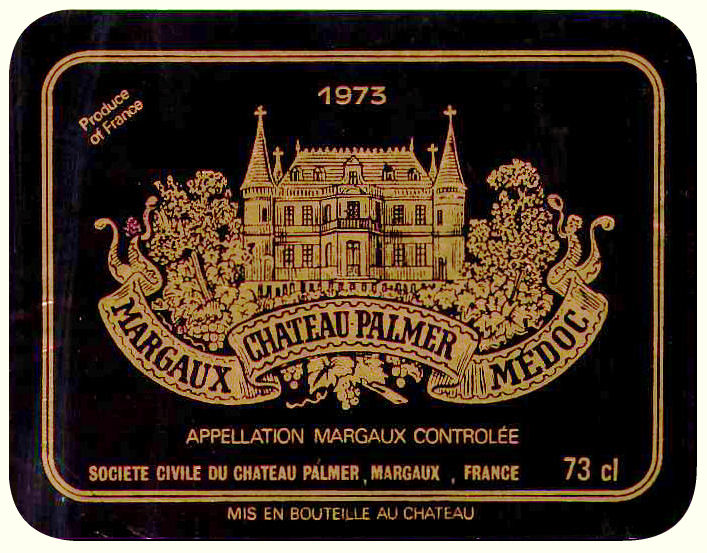 1973
Produce
of France
MARGAUX
CHATEAU·PALMER
MÉDOC
APPELLATION MARGAUX CONTROLÉE
SOCIETE CIVILE DU CHATEAU PALMER, MARGAUX , FRANCE 73 cl
MIS EN BOUTEILLE AU CHATEAU